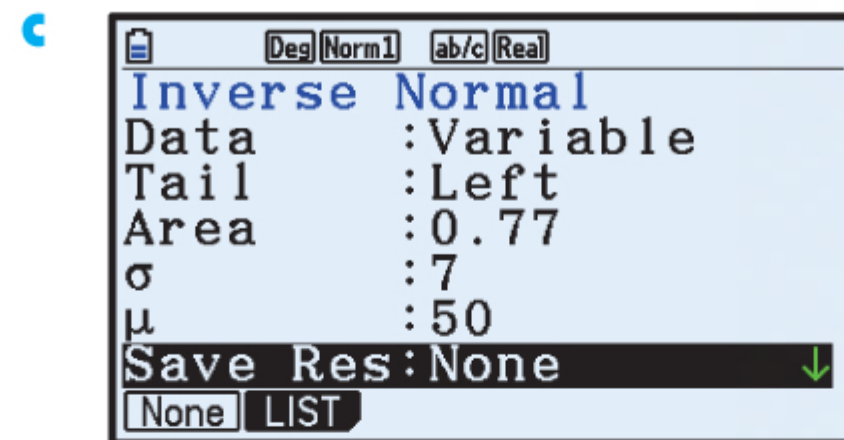 c
Deg Norm1 ab/c Real
Inverse Normal
Data :Variable
Tail :Left
Area :0.77
σ :7
μ :50
Save Res:None ↓
None LIST